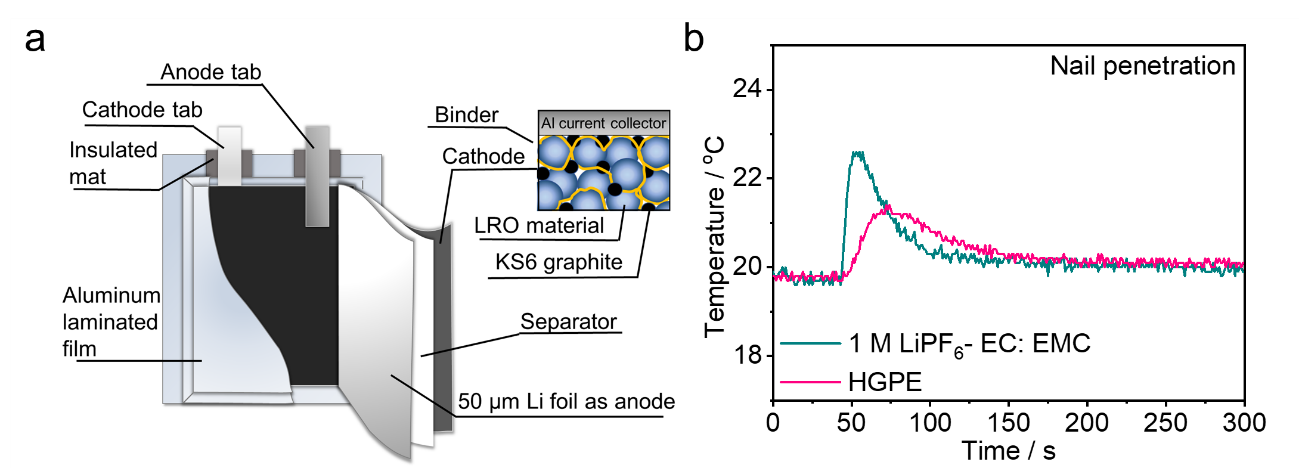 a
Anode tab
Cathode tab
Insulated
mat
Aluminum
laminated
film
Binder
Al current collector
Cathode
LRO material
KS6 graphite
Separator
50 μm Li foil as anode
b
Nail penetration
Temperature / ºC
24
22
20
18
1 M LiPF₆- EC: EMC
HGPE
0 50 100 150 200 250 300
Time / s